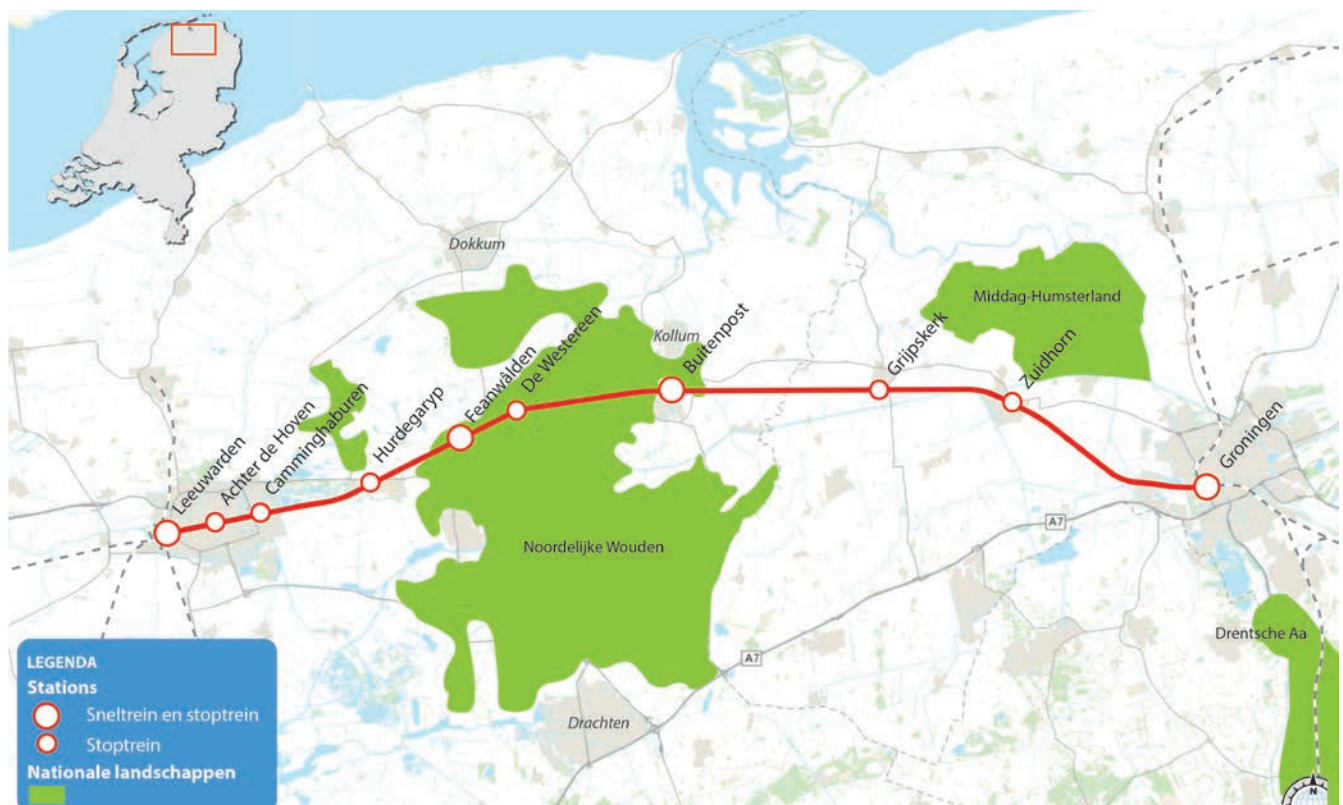 Dokkum
Middag-Humsterland
Kollum
Leeuwarden
Achter de Hoven
Camminghaburen
Hurdegaryp
Feanwâlden
De Westereen
Buitenpost
Grijpskerk
Zuidhorn
Groningen
A7
Noordelijke Wouden
Drentsche Aa
A7
Drachten
LEGENDA
Stations
Sneltrein en stoptrein
Stoptrein
Nationale landschappen
N